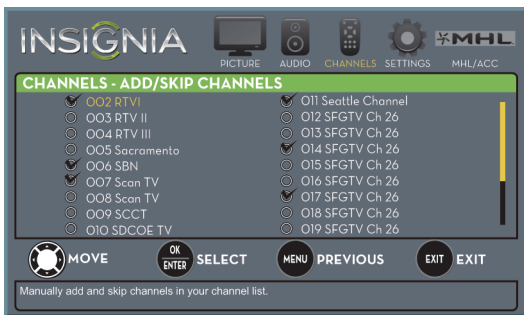 INSIGNIA
PICTURE AUDIO CHANNELS SETTINGS MHL/ACC
MHL
CHANNELS - ADD/SKIP CHANNELS
002 RTVI
003 RTV II
004 RTV III
005 Sacramento
006 SBN
007 Scan TV
008 Scan TV
009 SCCT
010 SDCOE TV
011 Seattle Channel
012 SFGTV Ch 26
013 SFGTV Ch 26
014 SFGTV Ch 26
015 SFGTV Ch 26
016 SFGTV Ch 26
017 SFGTV Ch 26
018 SFGTV Ch 26
019 SFGTV Ch 26
MOVE
OK
ENTER
SELECT
MENU PREVIOUS
EXIT EXIT
Manually add and skip channels in your channel list.